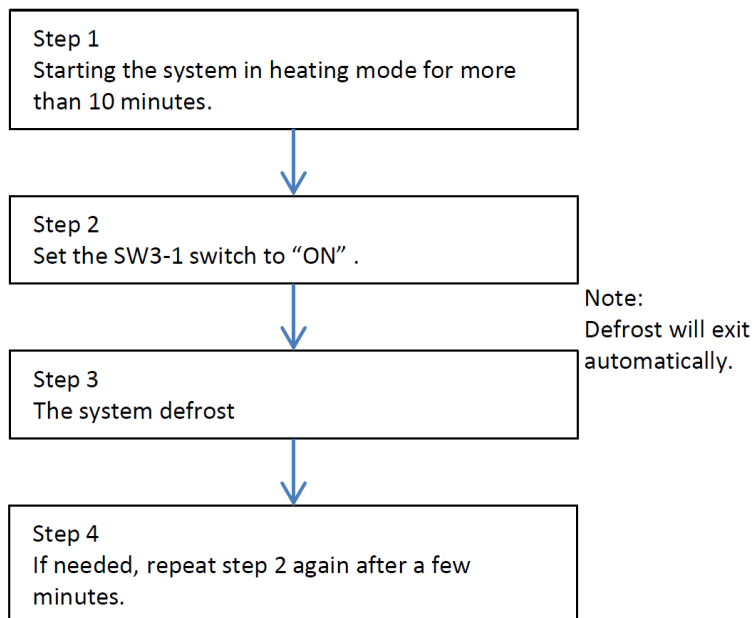 Step 1
Starting the system in heating mode for more
than 10 minutes.
Step 2
Set the SW3-1 switch to “ON” .
Note:
Defrost will exit
automatically.
Step 3
The system defrost
Step 4
If needed, repeat step 2 again after a few
minutes.